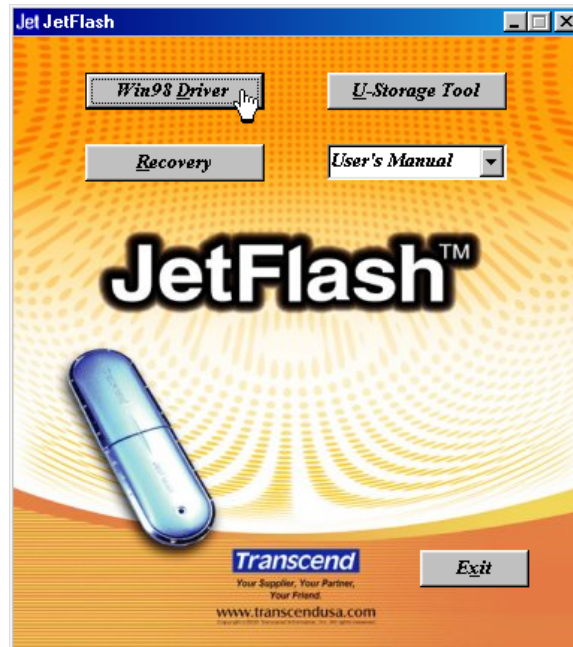 Jet JetFlash
Win98 Driver
U-Storage Tool
Recovery
User's Manual
JetFlash™
Transcend
Your Supplier, Your Partner,
Your Friend.
www.transcendusa.com
Exit